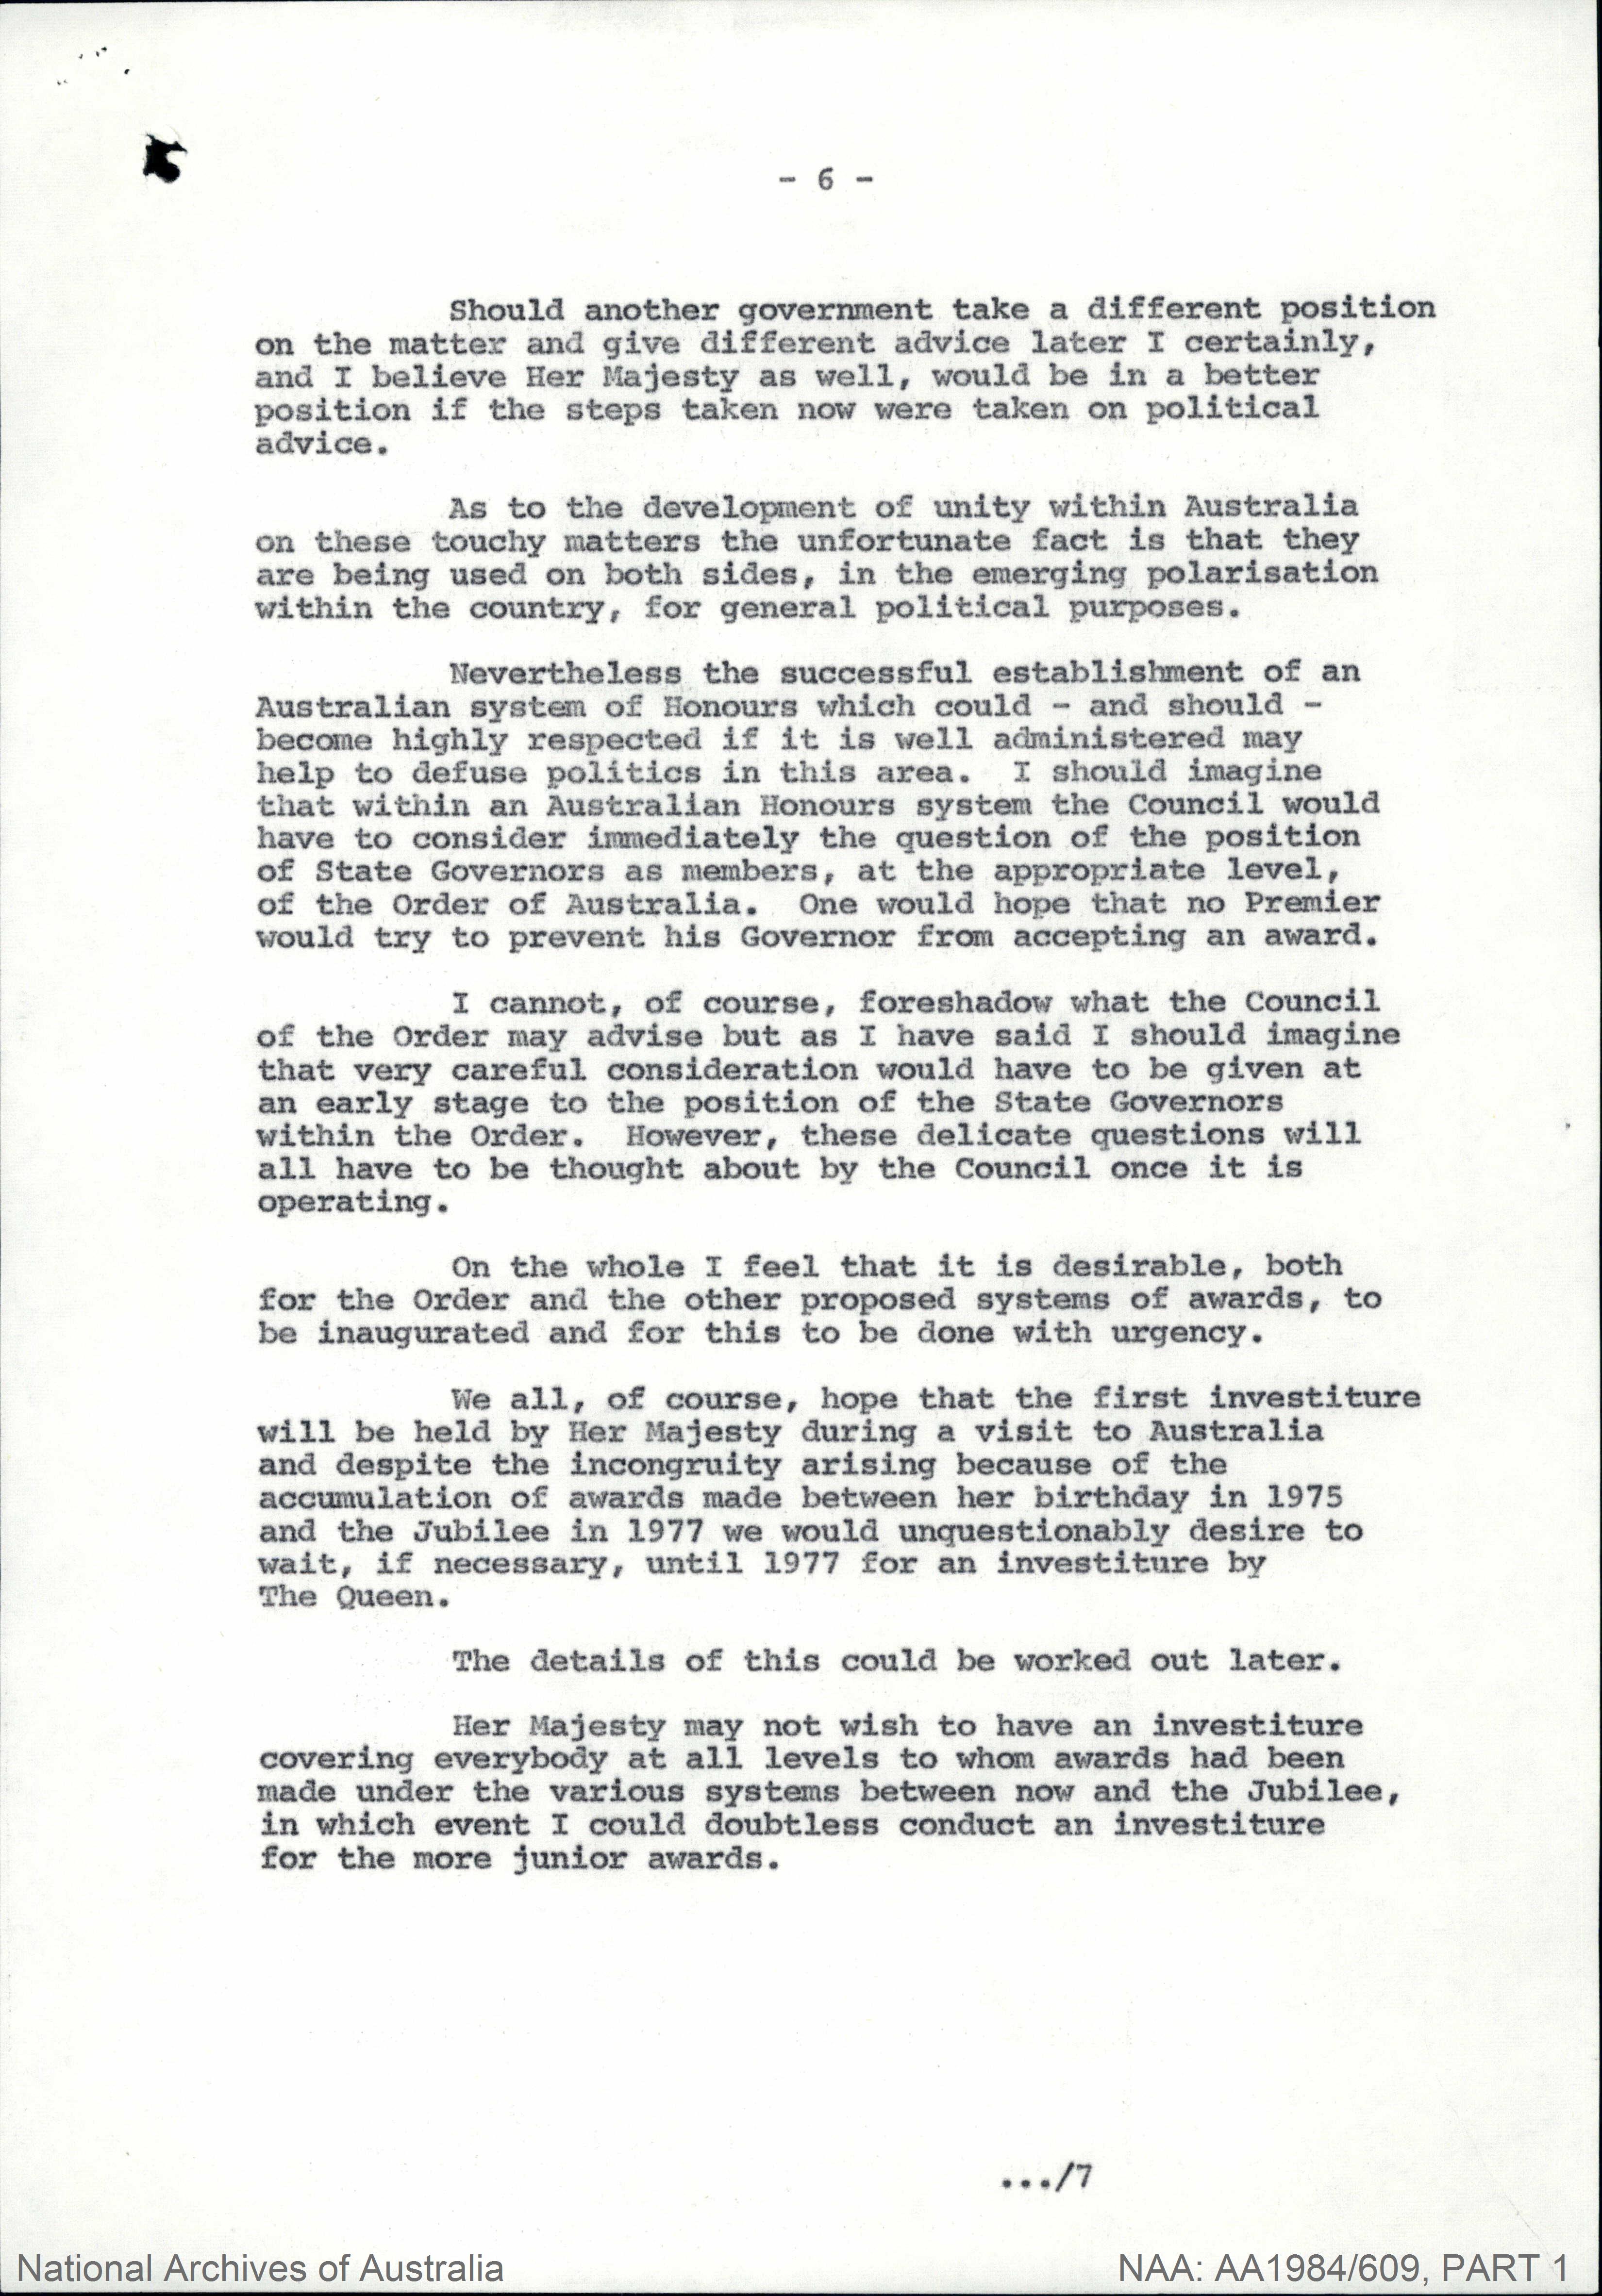 - 6 -
Should another government take a different position
on the matter and give different advice later I certainly,
and I believe Her Majesty as well, would be in a better
position if the steps taken now were taken on political
advice.
As to the development of unity within Australia
on these touchy matters the unfortunate fact is that they
are being used on both sides, in the emerging polarisation
within the country, for general political purposes.
Nevertheless the successful establishment of an
Australian system of Honours which could - and should -
become highly respected if it is well administered may
help to defuse politics in this area.  I should imagine
that within an Australian Honours system the Council would
have to consider immediately the question of the position
of State Governors as members, at the appropriate level,
of the Order of Australia.  One would hope that no Premier
would try to prevent his Governor from accepting an award.
I cannot, of course, foreshadow what the Council
of the Order may advise but as I have said I should imagine
that very careful consideration would have to be given at
an early stage to the position of the State Governors
within the Order.  However, these delicate questions will
all have to be thought about by the Council once it is
operating.
On the whole I feel that it is desirable, both
for the Order and the other proposed systems of awards, to
be inaugurated and for this to be done with urgency.
We all, of course, hope that the first investiture
will be held by Her Majesty during a visit to Australia
and despite the incongruity arising because of the
accumulation of awards made between her birthday in 1975
and the Jubilee in 1977 we would unquestionably desire to
wait, if necessary, until 1977 for an investiture by
The Queen.
The details of this could be worked out later.
Her Majesty may not wish to have an investiture
covering everybody at all levels to whom awards had been
made under the various systems between now and the Jubilee,
in which event I could doubtless conduct an investiture
for the more junior awards.
.../7
National Archives of Australia
NAA: AA1984/609, PART 1